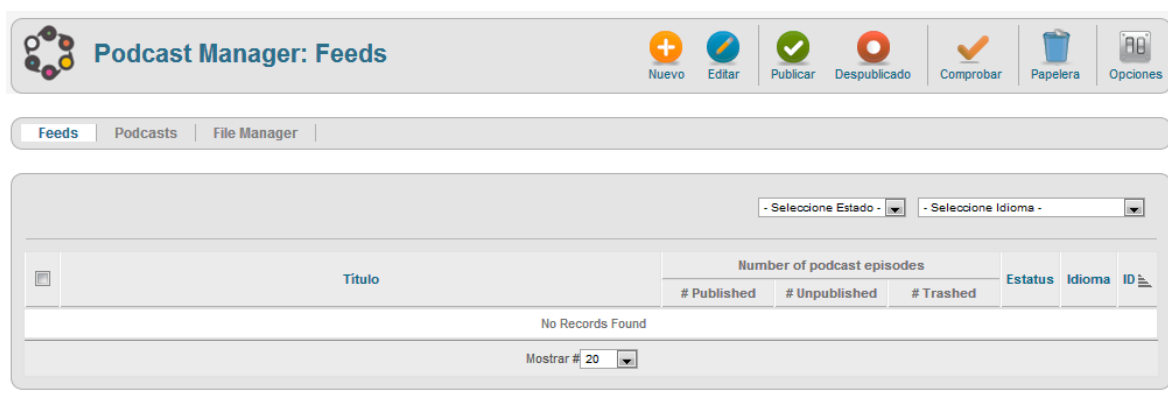 Podcast Manager: Feeds
Nuevo Editar Publicar Despublicado Comprobar Papelera Opciones
Feeds Podcasts File Manager
- Seleccione Estado - - Seleccione Idioma -
Título Number of podcast episodes Estatus Idioma ID
# Published # Unpublished # Trashed
No Records Found
Mostrar # 20